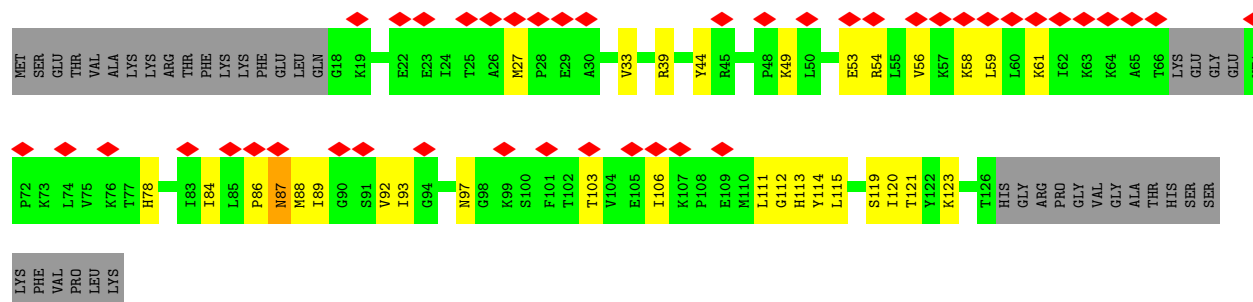 MET SER GLU THR VAL ALA LYS LYS ARG THR PHE LYS LYS PHE GLU LEU GLN G18 K19 E22 E23 I24 T25 A26 M27 P28 E29 A30 V33 R39 Y44 R45 P48 K49 L50 E53 R54 L55 V56 K57 K58 L59 L60 K61 I62 K63 K64 A65 T66 LYS GLU GLY GLU
P72 K73 L74 V75 K76 T77 H78 I83 I84 L85 P86 N87 M88 I89 G90 S91 V92 I93 G94 N97 G98 K99 S100 F101 T102 T103 V104 E105 I106 K107 P108 E109 M110 L111 G112 H113 Y114 L115 S119 I120 T121 Y122 K123 T126 HIS GLY ARG PRO GLY VAL GLY ALA THR HIS SER SER
LYS PHE VAL PRO LEU LYS